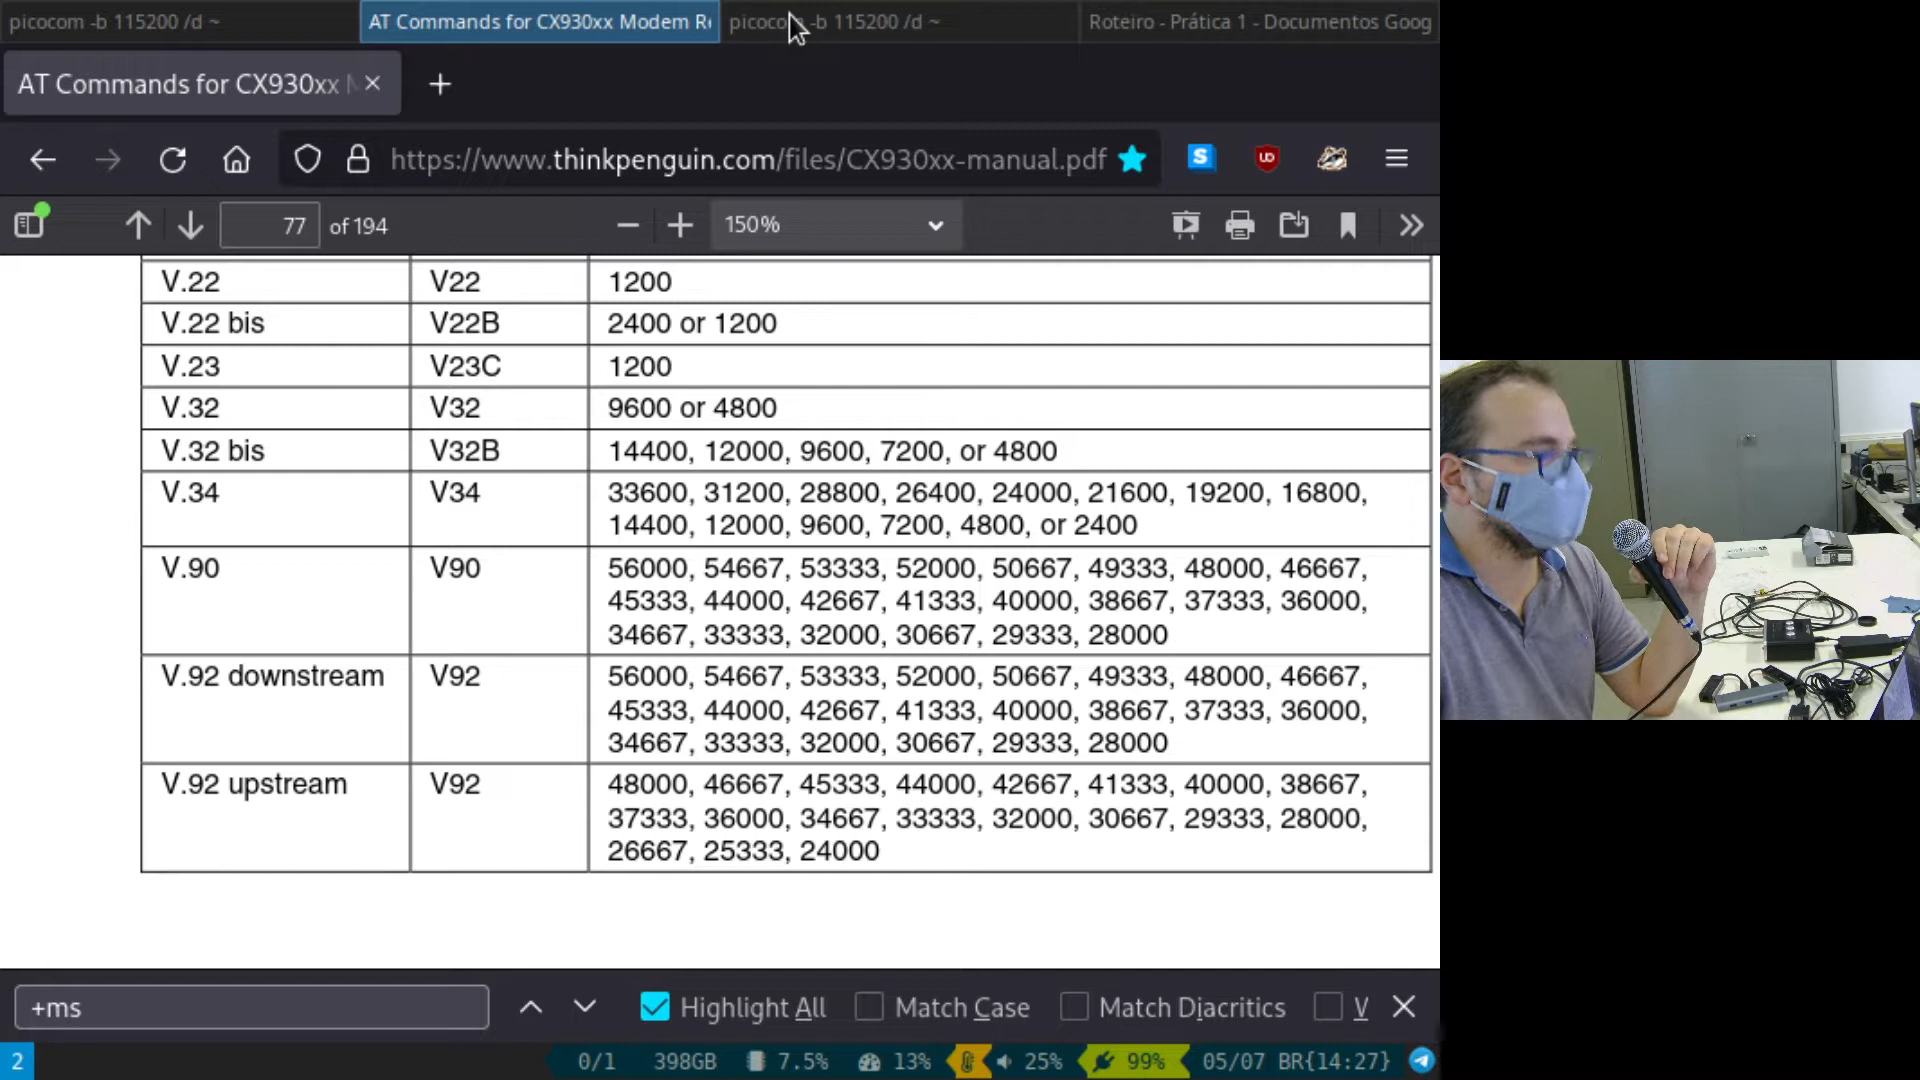 picocom -b 115200 /d ~
AT Commands for CX930xx Modem Re
picocom -b 115200 /d ~
Roteiro - Prática 1 - Documentos Goog
AT Commands for CX930xx M
https://www.thinkpenguin.com/files/CX930xx-manual.pdf
77 of 194
150%
V.22 V22 1200
V.22 bis V22B 2400 or 1200
V.23 V23C 1200
V.32 V32 9600 or 4800
V.32 bis V32B 14400, 12000, 9600, 7200, or 4800
V.34 V34 33600, 31200, 28800, 26400, 24000, 21600, 19200, 16800,
14400, 12000, 9600, 7200, 4800, or 2400
V.90 V90 56000, 54667, 53333, 52000, 50667, 49333, 48000, 46667,
45333, 44000, 42667, 41333, 40000, 38667, 37333, 36000,
34667, 33333, 32000, 30667, 29333, 28000
V.92 downstream V92 56000, 54667, 53333, 52000, 50667, 49333, 48000, 46667,
45333, 44000, 42667, 41333, 40000, 38667, 37333, 36000,
34667, 33333, 32000, 30667, 29333, 28000
V.92 upstream V92 48000, 46667, 45333, 44000, 42667, 41333, 40000, 38667,
37333, 36000, 34667, 33333, 32000, 30667, 29333, 28000,
26667, 25333, 24000
+ms
Highlight All
Match Case
Match Diacritics
V
2
0/1 398GB 7.5% 13% 25% 99% 05/07 BR{14:27}